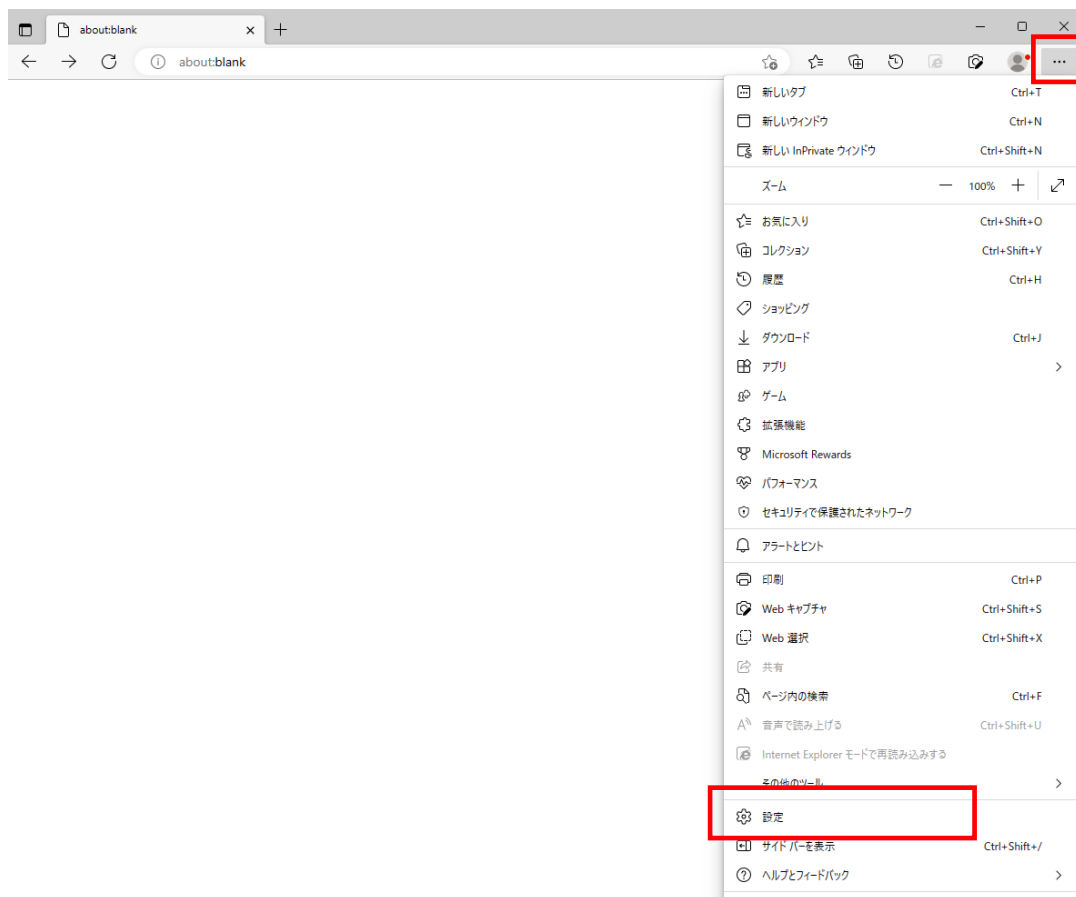 about:blank
about:blank
新しいタブ Ctrl+T
新しいウィンドウ Ctrl+N
新しい InPrivate ウィンドウ Ctrl+Shift+N
ズーム 100%
お気に入り Ctrl+Shift+O
コレクション Ctrl+Shift+Y
履歴 Ctrl+H
ショッピング
ダウンロード Ctrl+J
アプリ
ゲーム
拡張機能
Microsoft Rewards
パフォーマンス
セキュリティで保護されたネットワーク
アラートとヒント
印刷 Ctrl+P
Web キャプチャ Ctrl+Shift+S
Web 選択 Ctrl+Shift+X
共有
ページ内の検索 Ctrl+F
音声で読み上げる Ctrl+Shift+U
Internet Explorer モードで再読み込みする
その他のツール
設定
サイド バーを表示 Ctrl+Shift+/
ヘルプとフィードバック